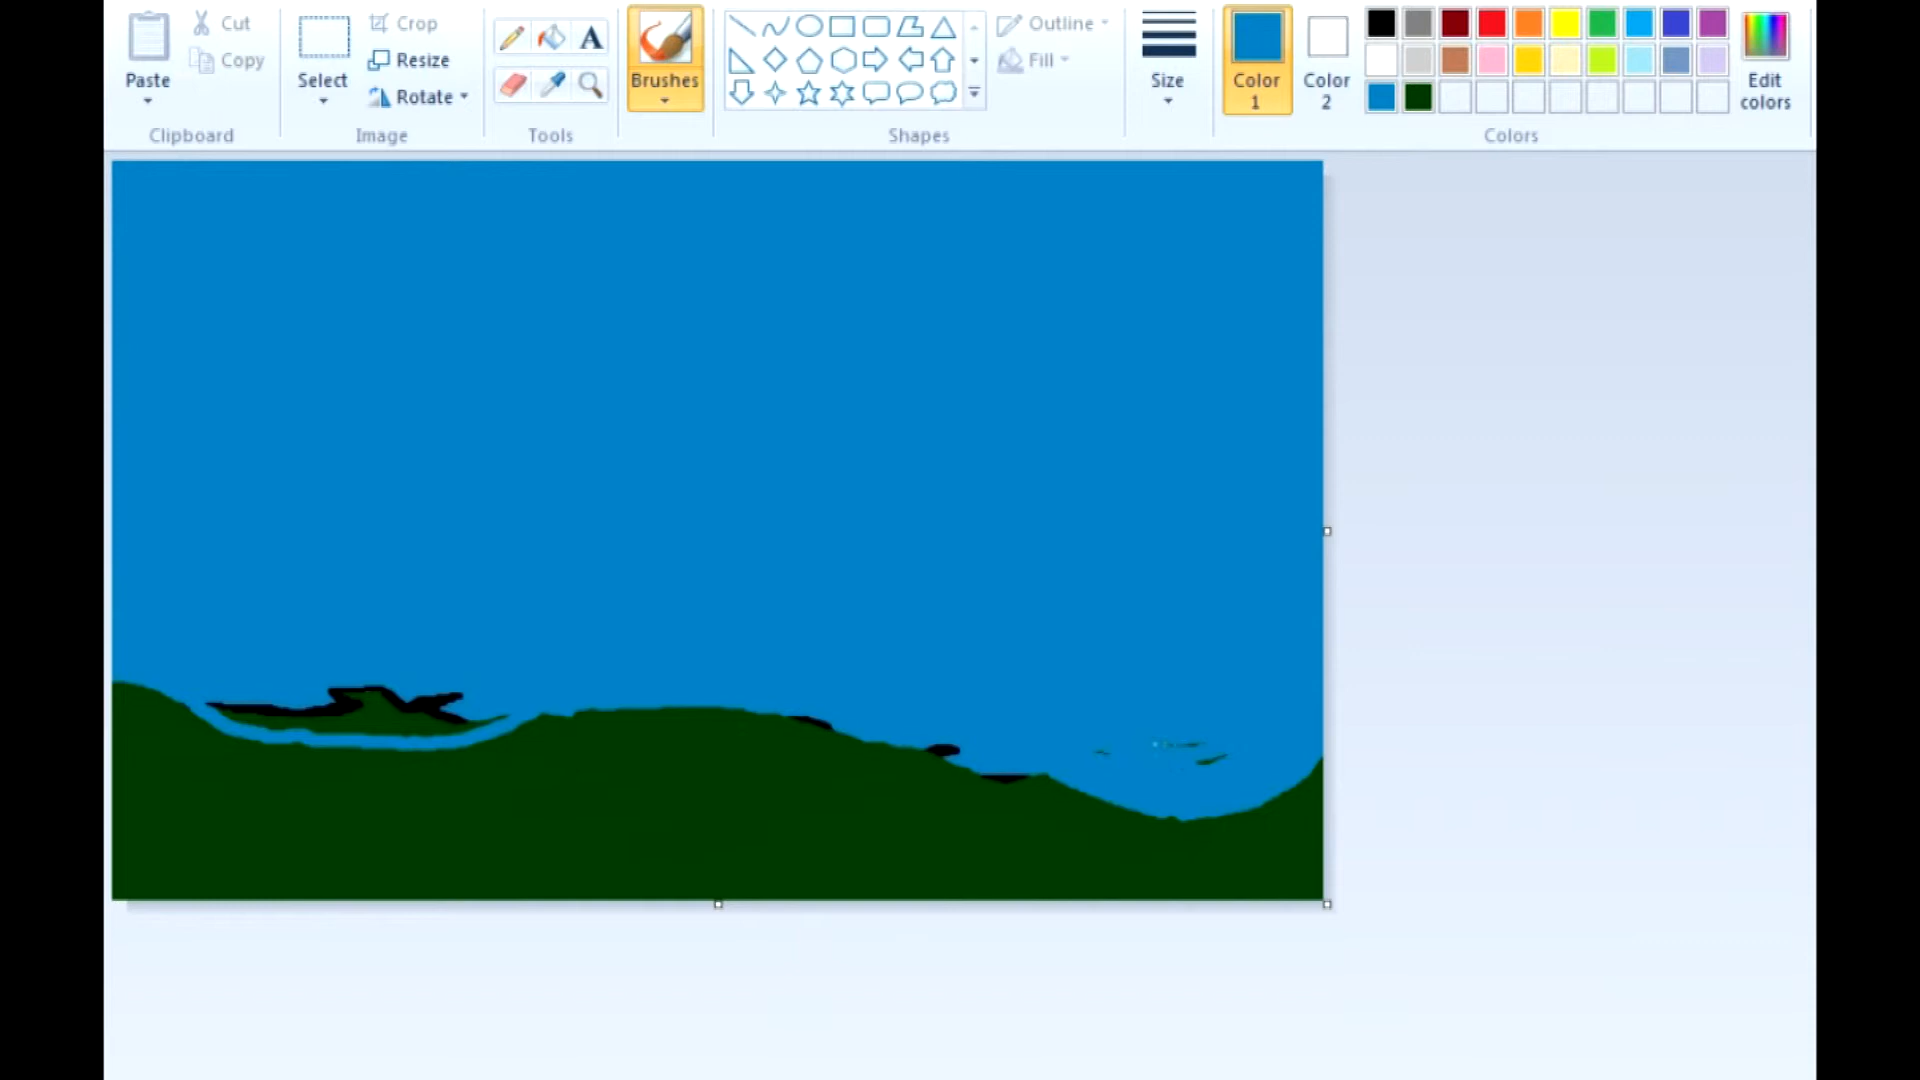 Cut
Copy
Paste
Clipboard
Crop
Resize
Rotate
Select
Image
A
Tools
Brushes
Outline
Fill
Shapes
Size
Color
1
Color
2
Edit
colors
Colors